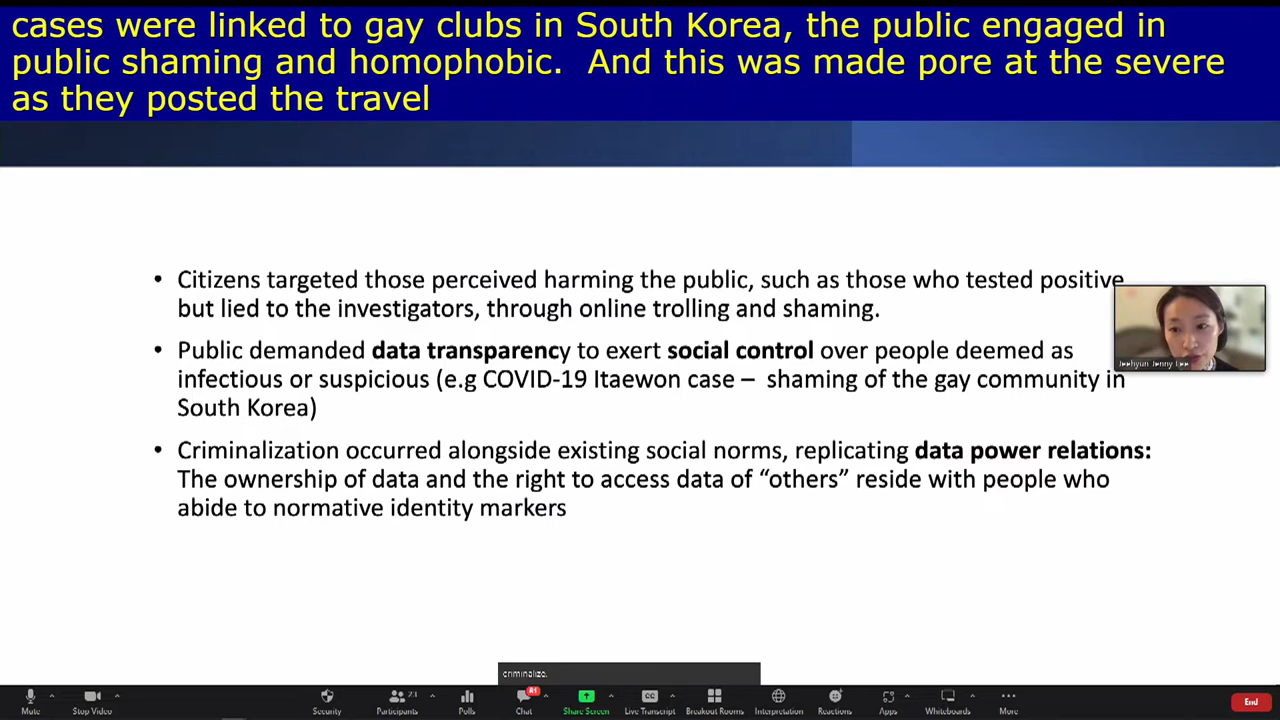 cases were linked to gay clubs in South Korea, the public engaged in
public shaming and homophobic.  And this was made pore at the severe
as they posted the travel
• Citizens targeted those perceived harming the public, such as those who tested positive
but lied to the investigators, through online trolling and shaming.
• Public demanded data transparency to exert social control over people deemed as
infectious or suspicious (e.g COVID-19 Itaewon case –  shaming of the gay community in
South Korea)
• Criminalization occurred alongside existing social norms, replicating data power relations:
The ownership of data and the right to access data of “others” reside with people who
abide to normative identity markers
Jeehyun Jenny Lee
criminalize.
Mute
Stop Video
Security
Participants
23
Polls
Chat
81
Share Screen
CC
Live Transcript
Breakout Rooms
Interpretation
Reactions
Apps
Whiteboards
More
End